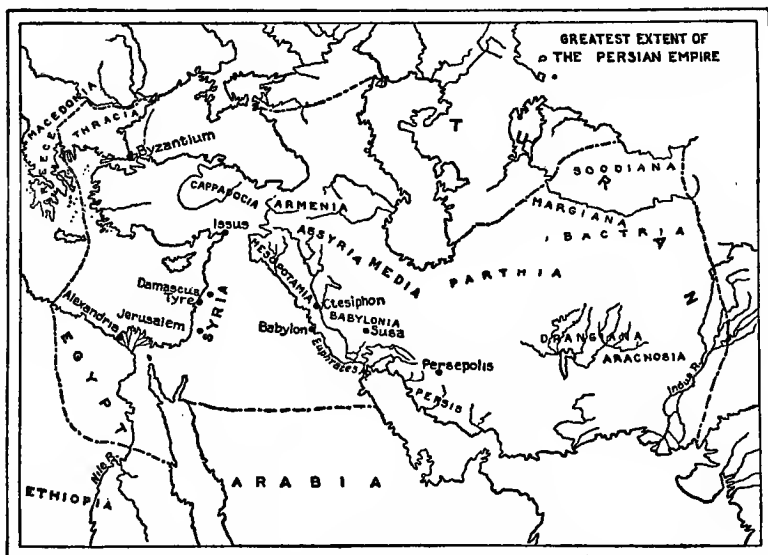 GREATEST EXTENT OF
THE PERSIAN EMPIRE
MACEDONIA
THRACIA
GREECE
Byzantium
TURAN
SOGDIANA
CAPPADOCIA
ARMENIA
MARGIANA
BACTRIA
Issus
ASSYRIA
MEDIA
PARTHIA
MESOPOTAMIA
Damascus
Tyre
SYRIA
Ctesiphon
Alexandria
Jerusalem
BABYLONIA
Babylon
Susa
DRANGIANA
ARACHOSIA
Euphrates R.
Persepolis
Indus R.
EGYPT
PERSIS
Nile R.
ETHIOPIA
ARABIA